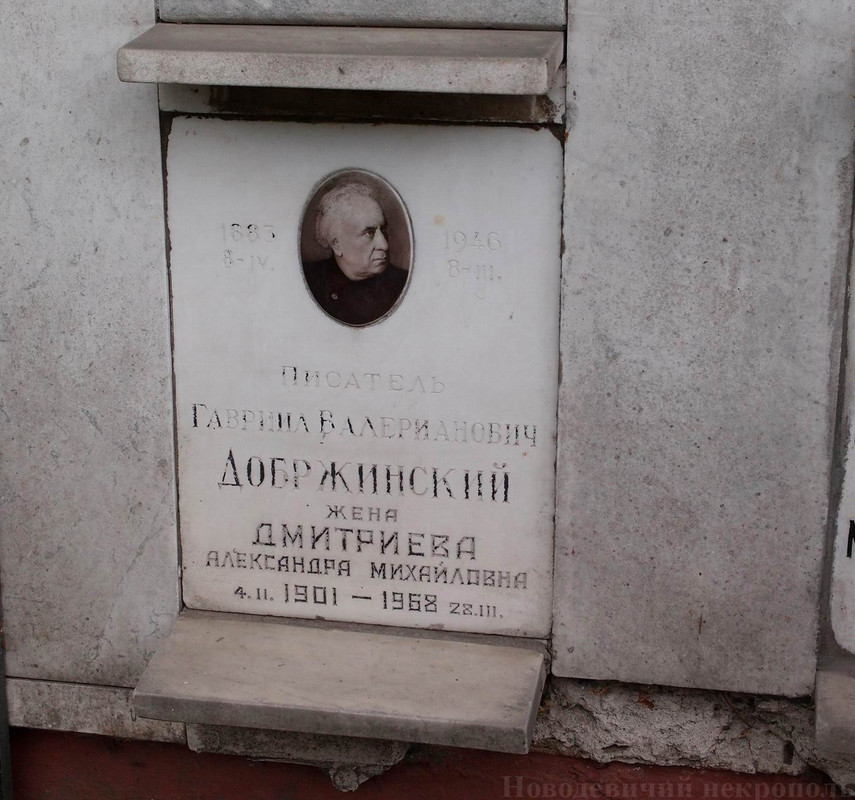 1883 1946
8-IV. 8-III.
Писатель
Гавриил Валерианович
Добржинский
ЖЕНА
ДМИТРИЕВА
АЛЕКСАНДРА МИХАЙЛОВНА
4.II. 1901 — 1968 28.III.
Новодевичий некрополь